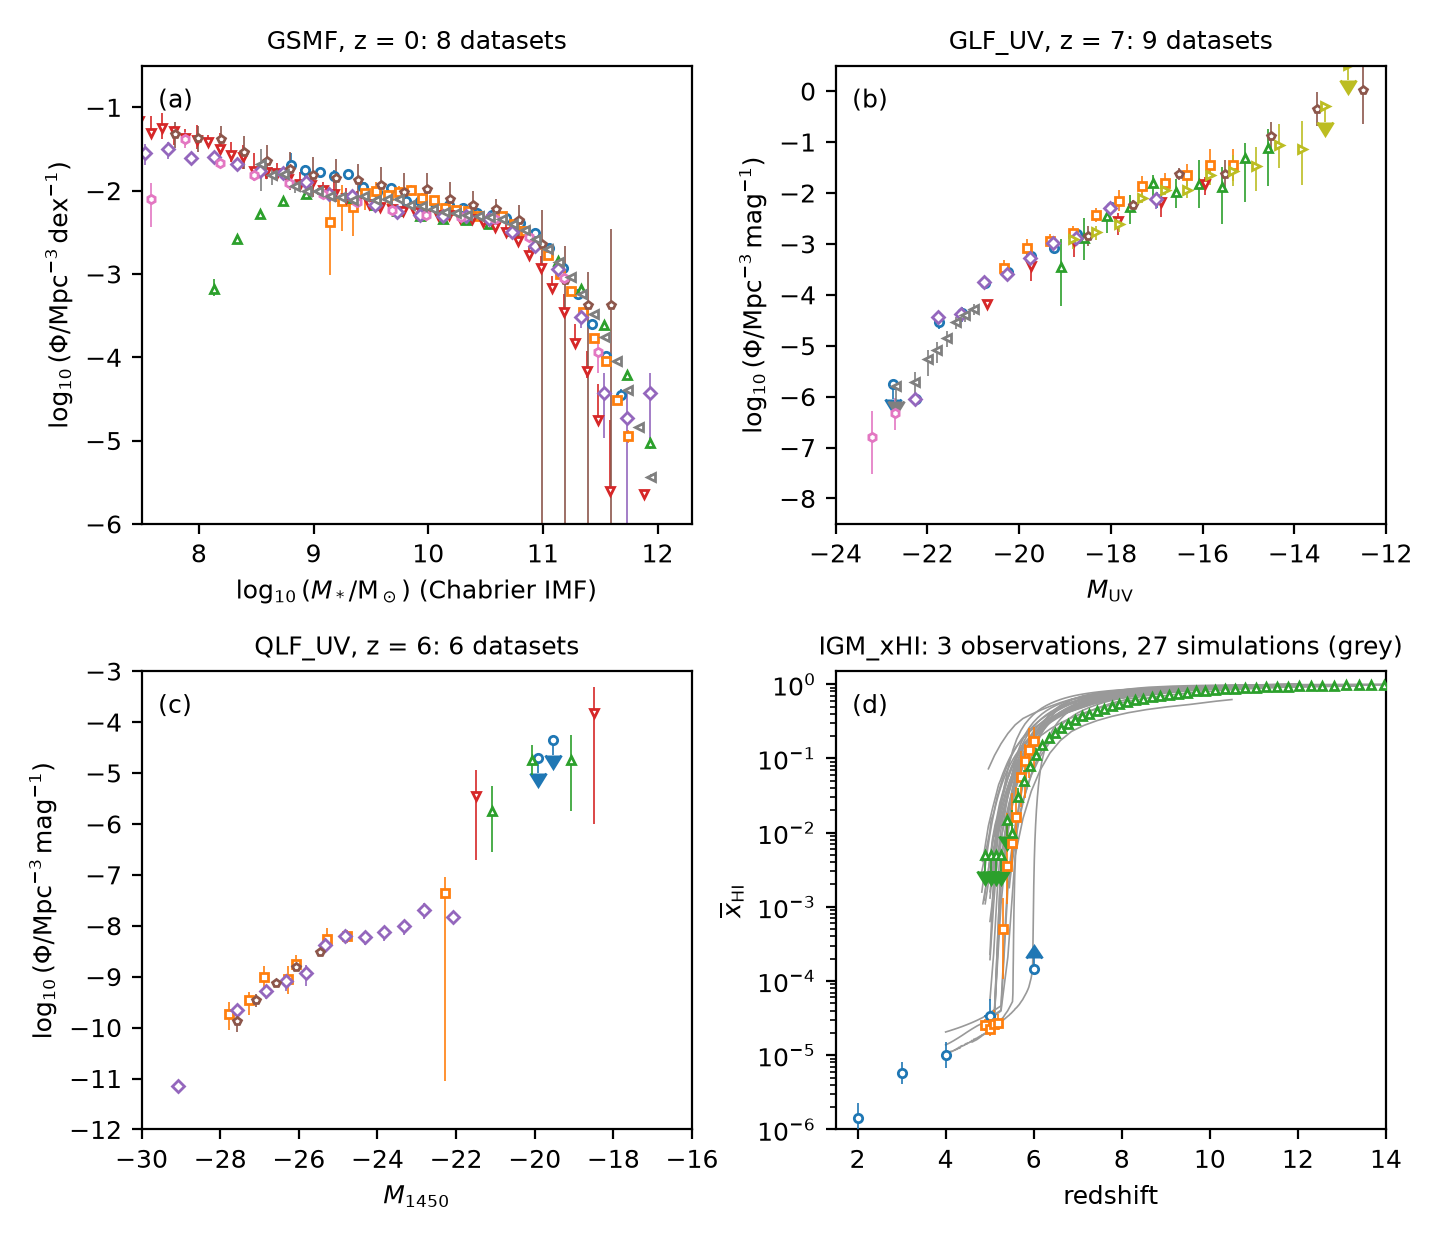 GSMF, z = 0: 8 datasets
(a)
−1
−2
−3
−4
−5
−6
8 9 10 11 12
log₁₀ (Φ/Mpc⁻³ dex⁻¹)
log₁₀ (M*/M⊙) (Chabrier IMF)
GLF_UV, z = 7: 9 datasets
(b)
0
−1
−2
−3
−4
−5
−6
−7
−8
−24 −22 −20 −18 −16 −14 −12
log₁₀ (Φ/Mpc⁻³ mag⁻¹)
M_UV
QLF_UV, z = 6: 6 datasets
(c)
−3
−4
−5
−6
−7
−8
−9
−10
−11
−12
−30 −28 −26 −24 −22 −20 −18 −16
log₁₀ (Φ/Mpc⁻³ mag⁻¹)
M₁₄₅₀
IGM_xHI: 3 observations, 27 simulations (grey)
(d)
10⁰
10⁻¹
10⁻²
10⁻³
10⁻⁴
10⁻⁵
10⁻⁶
2 4 6 8 10 12 14
x̅_HI
redshift